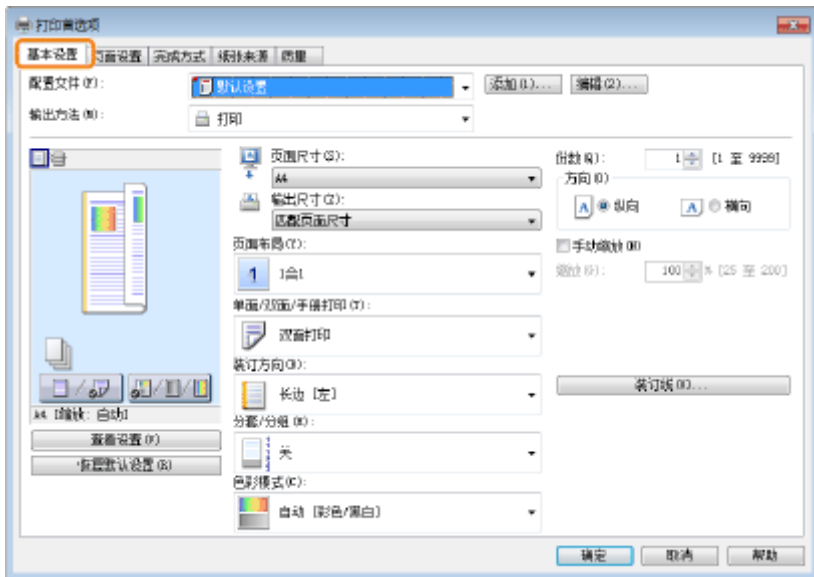 打印首选项
基本设置 页面设置 完成方式 纸张来源 质量
配置文件(F): 默认设置 添加(1)... 编辑(2)...
输出方法(M): 打印
页面尺寸(S): 份数(Q): 1 [1 至 9999]
A4 方向(O)
输出尺寸(Z): A 纵向 A 横向
匹配页面尺寸
页面布局(Y): 手动缩放(N)
1 1合1 缩放(G): 100 % [25 至 200]
单面/双面/手册打印(T):
双面打印
装订方向(B):
长边 [左] 装订线(X)...
A4 [缩放: 自动]
分套/分组(K):
查看设置(V) 关
恢复默认设置(R)
色彩模式(C):
自动 [彩色/黑白]
确定 取消 帮助